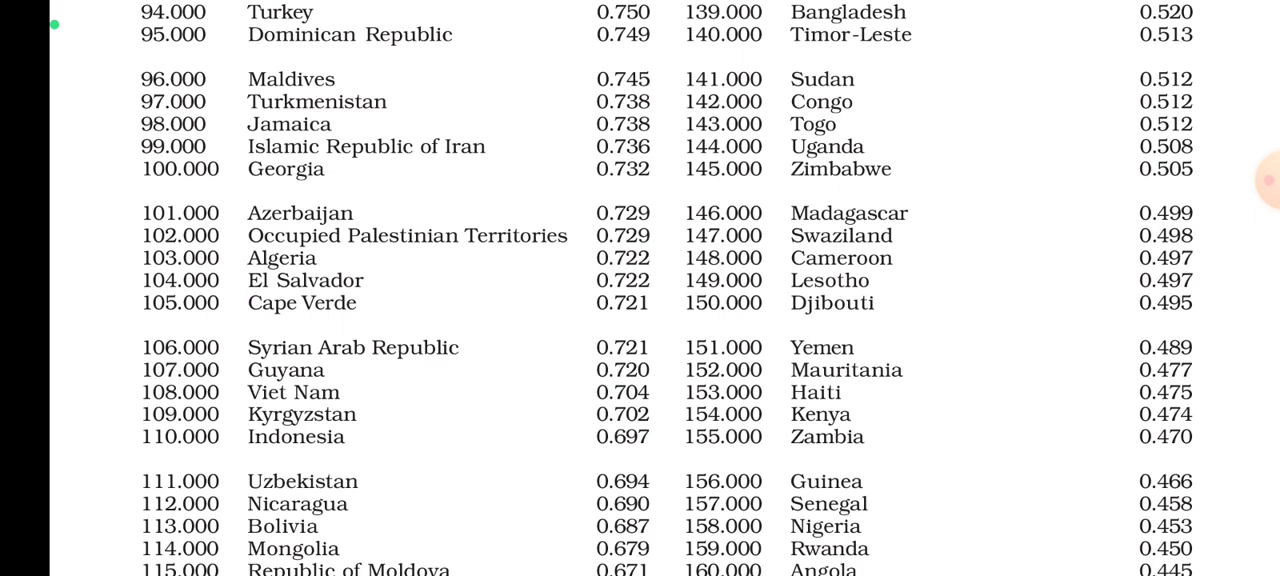 94.000 Turkey 0.750 139.000 Bangladesh 0.520
95.000 Dominican Republic 0.749 140.000 Timor-Leste 0.513
96.000 Maldives 0.745 141.000 Sudan 0.512
97.000 Turkmenistan 0.738 142.000 Congo 0.512
98.000 Jamaica 0.738 143.000 Togo 0.512
99.000 Islamic Republic of Iran 0.736 144.000 Uganda 0.508
100.000 Georgia 0.732 145.000 Zimbabwe 0.505
101.000 Azerbaijan 0.729 146.000 Madagascar 0.499
102.000 Occupied Palestinian Territories 0.729 147.000 Swaziland 0.498
103.000 Algeria 0.722 148.000 Cameroon 0.497
104.000 El Salvador 0.722 149.000 Lesotho 0.497
105.000 Cape Verde 0.721 150.000 Djibouti 0.495
106.000 Syrian Arab Republic 0.721 151.000 Yemen 0.489
107.000 Guyana 0.720 152.000 Mauritania 0.477
108.000 Viet Nam 0.704 153.000 Haiti 0.475
109.000 Kyrgyzstan 0.702 154.000 Kenya 0.474
110.000 Indonesia 0.697 155.000 Zambia 0.470
111.000 Uzbekistan 0.694 156.000 Guinea 0.466
112.000 Nicaragua 0.690 157.000 Senegal 0.458
113.000 Bolivia 0.687 158.000 Nigeria 0.453
114.000 Mongolia 0.679 159.000 Rwanda 0.450
115.000 Republic of Moldova 0.671 160.000 Angola 0.445